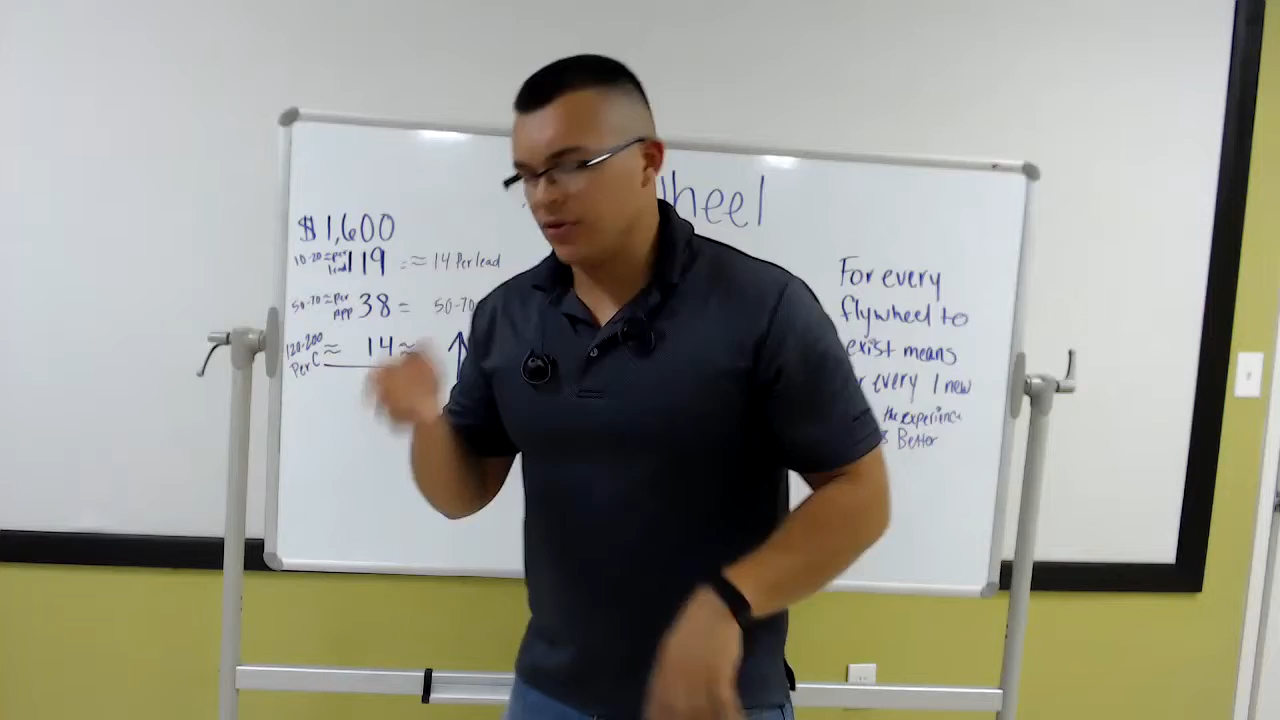 heel
$1,600
10-20 ≈ per lead 119 = ≈ 14 Per lead
50-70 ≈ per APP 38 = 50-70
120-200 Per C ≈ 14 ≈
For every
flywheel to
exist means
every 1 new
the experience
Better